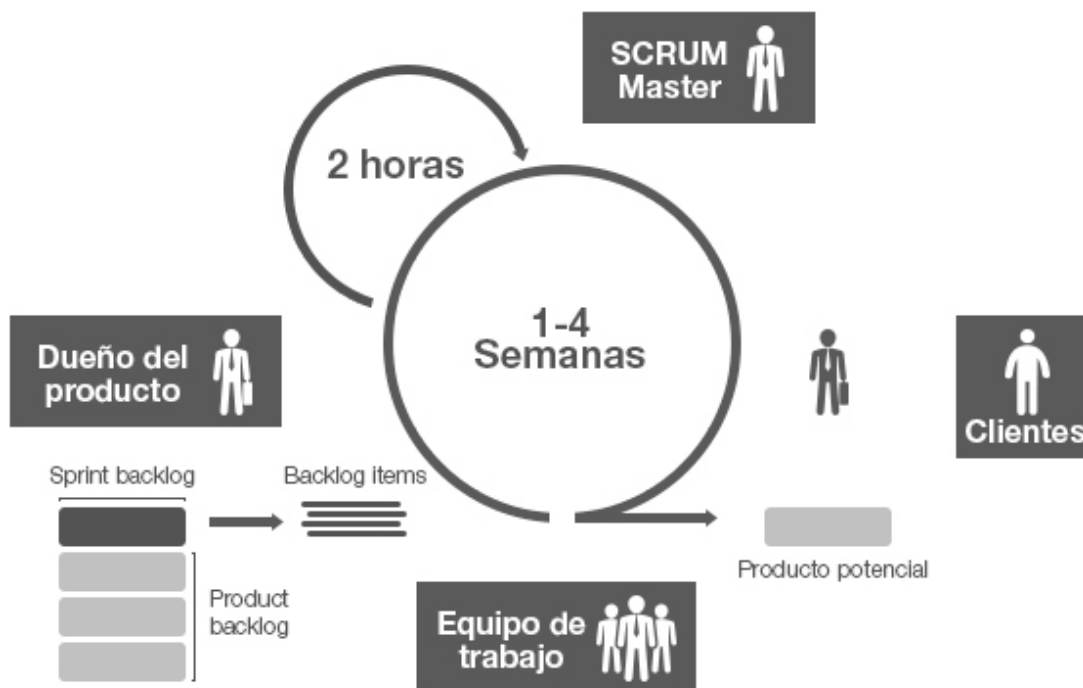 SCRUM
Master
2 horas
1-4
Semanas
Dueño del
producto
Clientes
Sprint backlog
Backlog items
Producto potencial
Product
backlog
Equipo de
trabajo